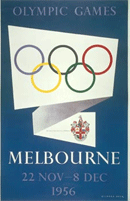 OLYMPIC GAMES
MELBOURNE
22 NOV–8 DEC
1956